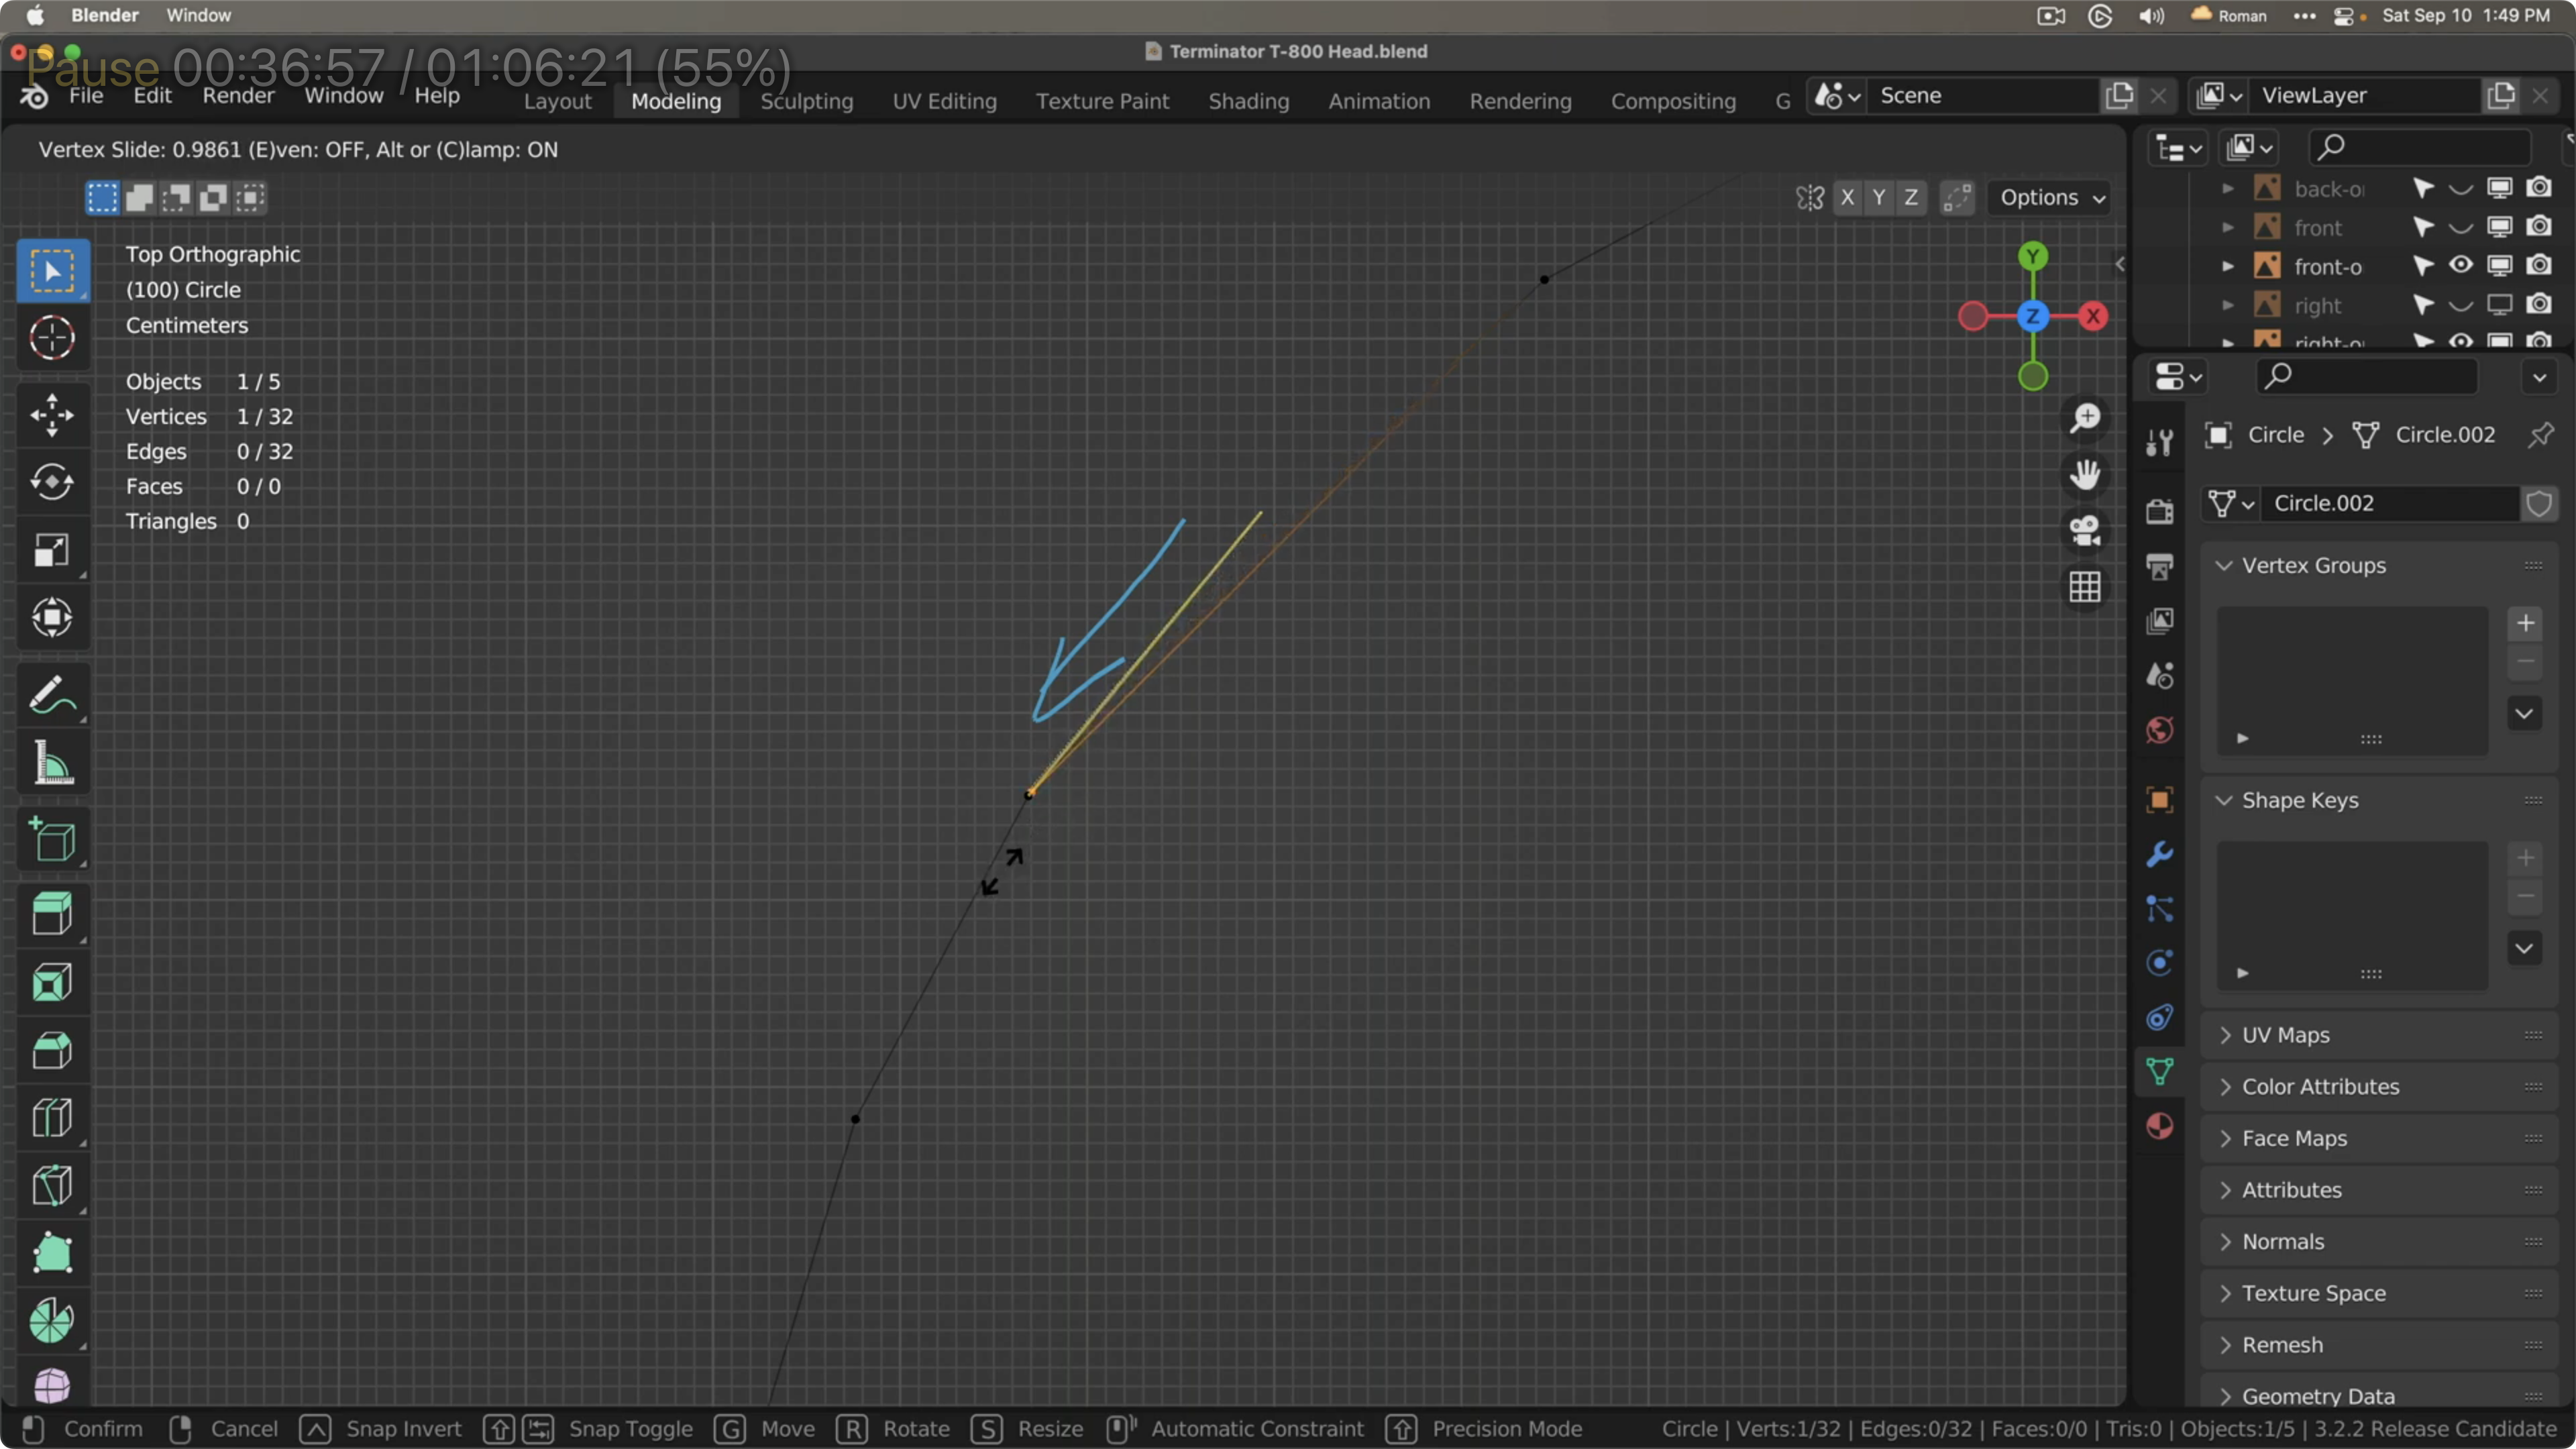 Blender Window Roman Sat Sep 10 1:49 PM
Terminator T-800 Head.blend
Pause 00:36:57 / 01:06:21 (55%)
File Edit Render Window Help Layout Modeling Sculpting UV Editing Texture Paint Shading Animation Rendering Compositing G Scene ViewLayer
Vertex Slide: 0.9861 (E)ven: OFF, Alt or (C)lamp: ON
X Y Z Options
back-o
front
front-o
right
right-o
Top Orthographic
(100) Circle
Centimeters
Objects 1 / 5
Vertices 1 / 32
Edges 0 / 32
Faces 0 / 0
Triangles 0
Y
Z X
Circle > Circle.002
Circle.002
Vertex Groups
Shape Keys
UV Maps
Color Attributes
Face Maps
Attributes
Normals
Texture Space
Remesh
Geometry Data
Confirm Cancel Snap Invert Snap Toggle G Move R Rotate S Resize Automatic Constraint Precision Mode Circle | Verts:1/32 | Edges:0/32 | Faces:0/0 | Tris:0 | Objects:1/5 | 3.2.2 Release Candidate